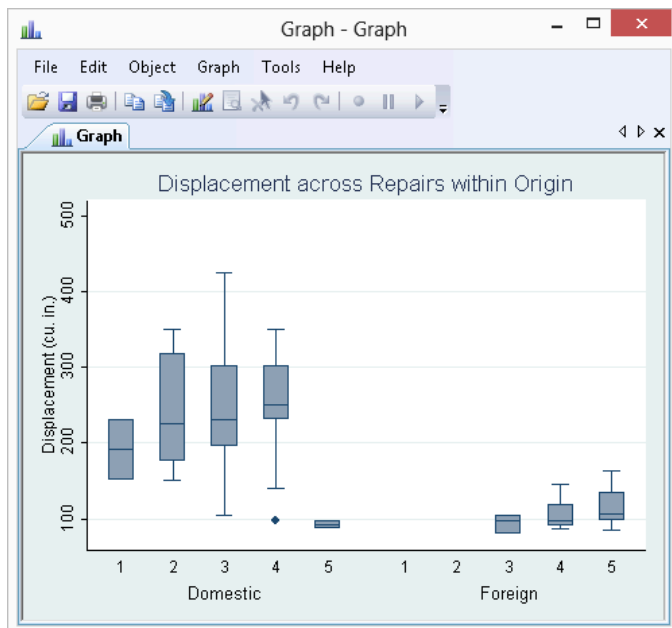 Graph - Graph
File Edit Object Graph Tools Help
Graph
Displacement across Repairs within Origin
Displacement (cu. in.)
500
400
300
200
100
1 2 3 4 5 1 2 3 4 5
Domestic Foreign